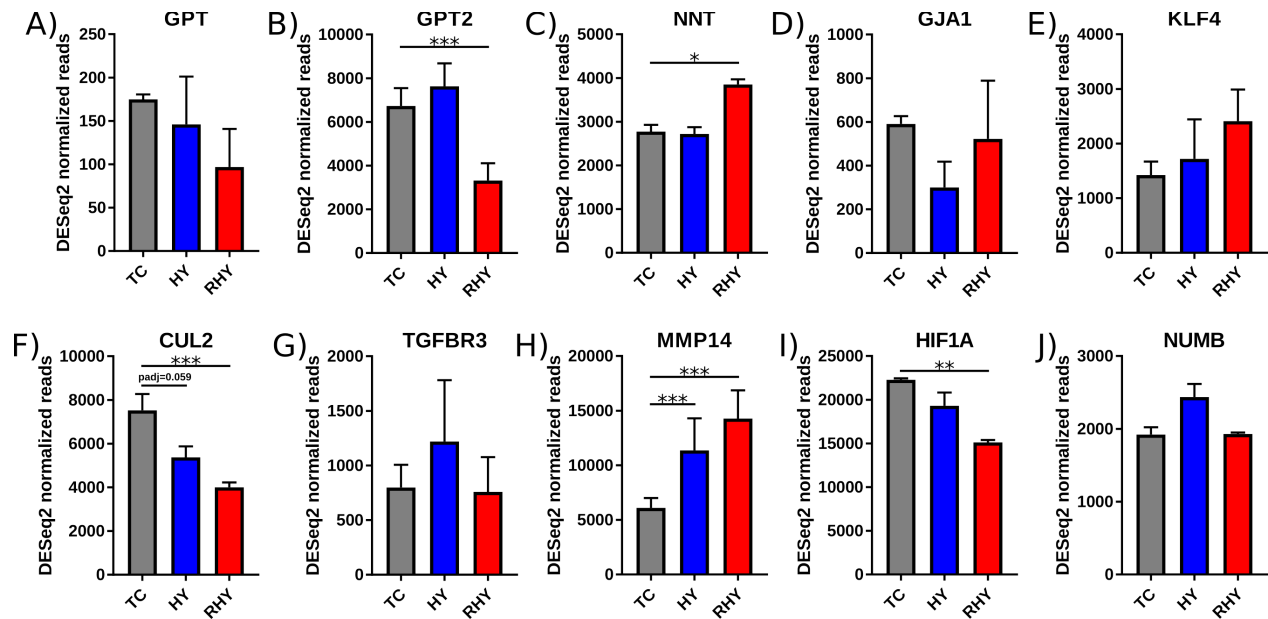 A) GPT
DESeq2 normalized reads
250
200
150
100
50
0
TC HY RHY
B) GPT2
DESeq2 normalized reads
10000
8000
6000
4000
2000
0
***
TC HY RHY
C) NNT
DESeq2 normalized reads
5000
4000
3000
2000
1000
0
*
TC HY RHY
D) GJA1
DESeq2 normalized reads
1000
800
600
400
200
0
TC HY RHY
E) KLF4
DESeq2 normalized reads
4000
3000
2000
1000
0
TC HY RHY
F) CUL2
DESeq2 normalized reads
10000
8000
6000
4000
2000
0
***
padj=0.059
TC HY RHY
G) TGFBR3
DESeq2 normalized reads
2000
1500
1000
500
0
TC HY RHY
H) MMP14
DESeq2 normalized reads
20000
15000
10000
5000
0
***
***
TC HY RHY
I) HIF1A
DESeq2 normalized reads
25000
20000
15000
10000
5000
0
**
TC HY RHY
J) NUMB
DESeq2 normalized reads
3000
2000
1000
0
TC HY RHY